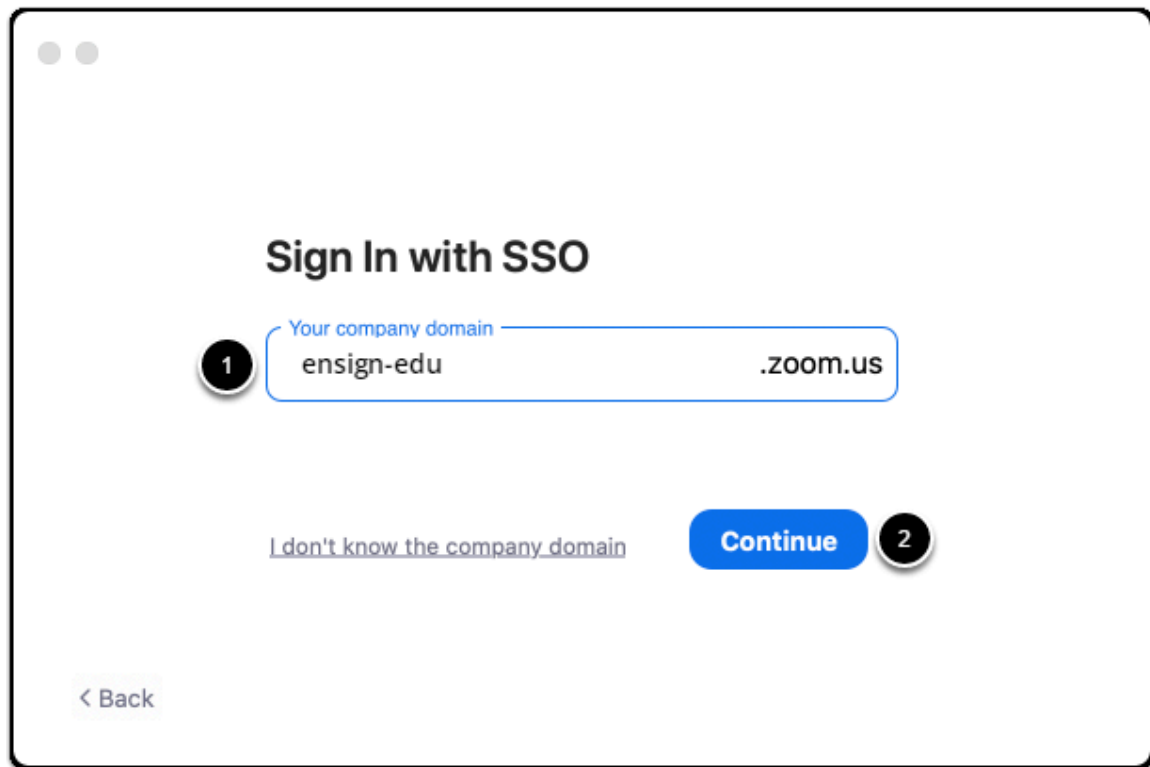 Sign In with SSO
Your company domain
1 ensign-edu .zoom.us
I don't know the company domain Continue 2
< Back